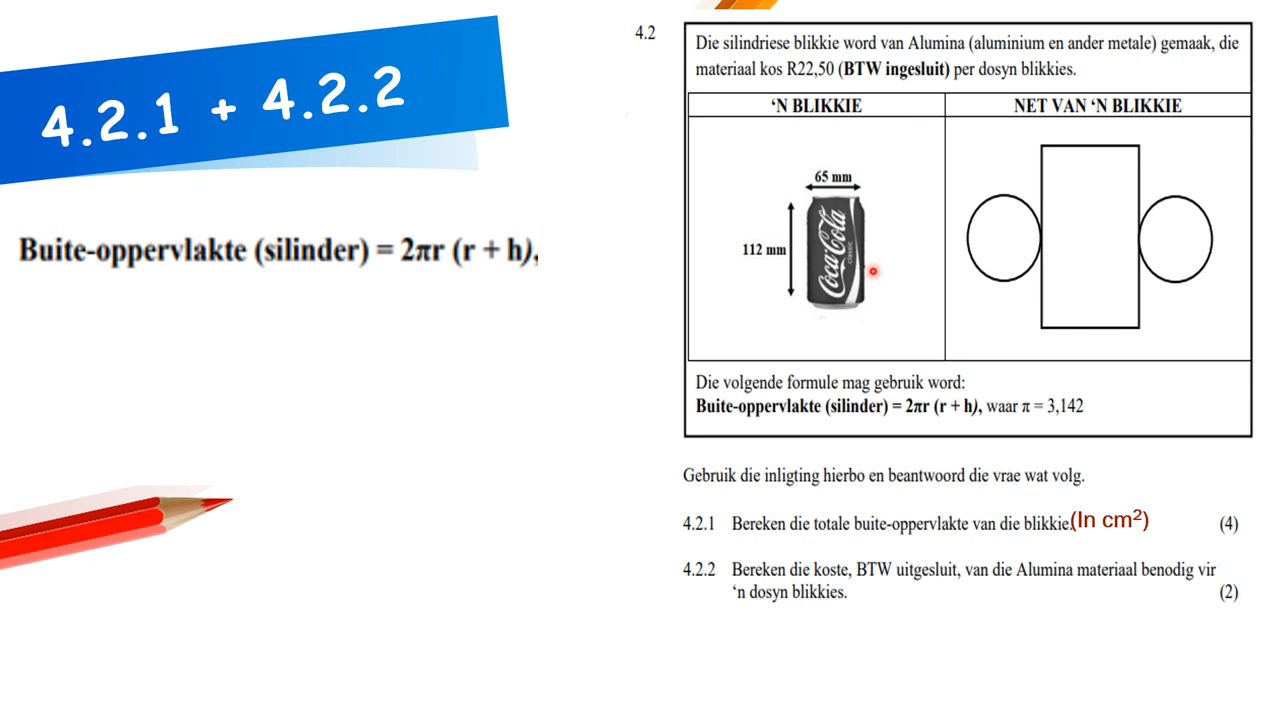 4.2.1 + 4.2.2
Buite-oppervlakte (silinder) = 2πr (r + h),
4.2
Die silindriese blikkie word van Alumina (aluminium en ander metale) gemaak, die
materiaal kos R22,50 (BTW ingesluit) per dosyn blikkies.
‘N BLIKKIE
NET VAN ‘N BLIKKIE
65 mm
112 mm
Coca-Cola
classic
Die volgende formule mag gebruik word:
Buite-oppervlakte (silinder) = 2πr (r + h), waar π = 3,142
Gebruik die inligting hierbo en beantwoord die vrae wat volg.
4.2.1 Bereken die totale buite-oppervlakte van die blikkie.(In cm²) (4)
4.2.2 Bereken die koste, BTW uitgesluit, van die Alumina materiaal benodig vir
‘n dosyn blikkies. (2)